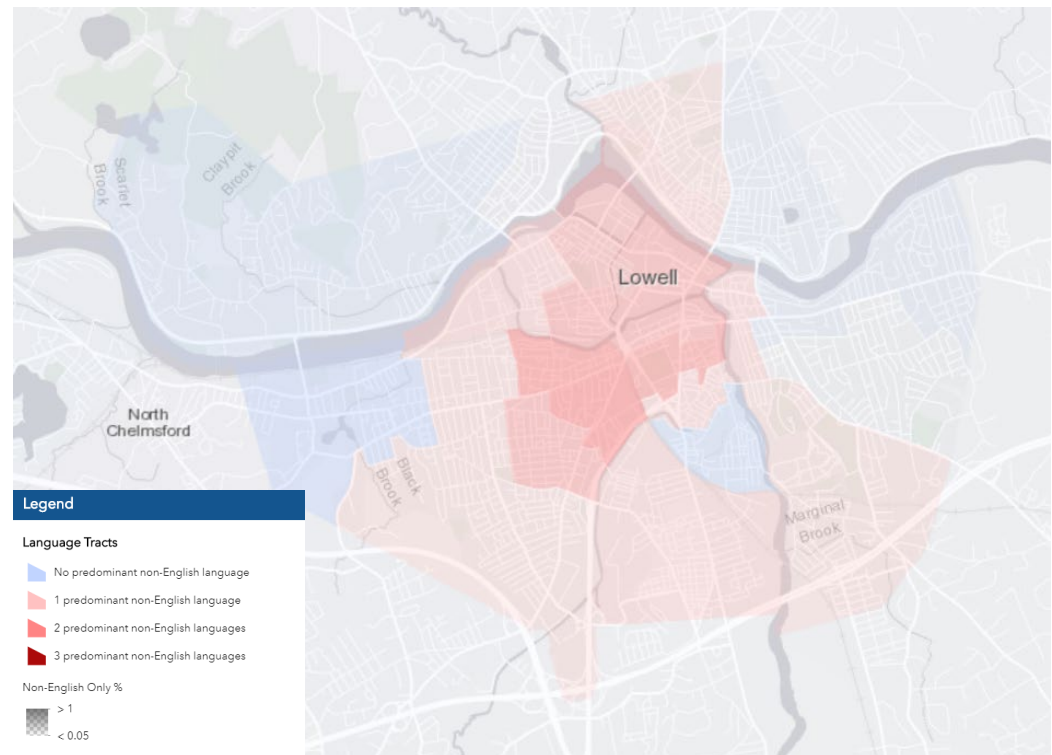 Scarlet
Brook
Claypit
Brook
Lowell
North
Chelmsford
Black
Brook
Marginal
Brook
Legend
Language Tracts
No predominant non-English language
1 predominant non-English language
2 predominant non-English languages
3 predominant non-English languages
Non-English Only %
> 1
< 0.05